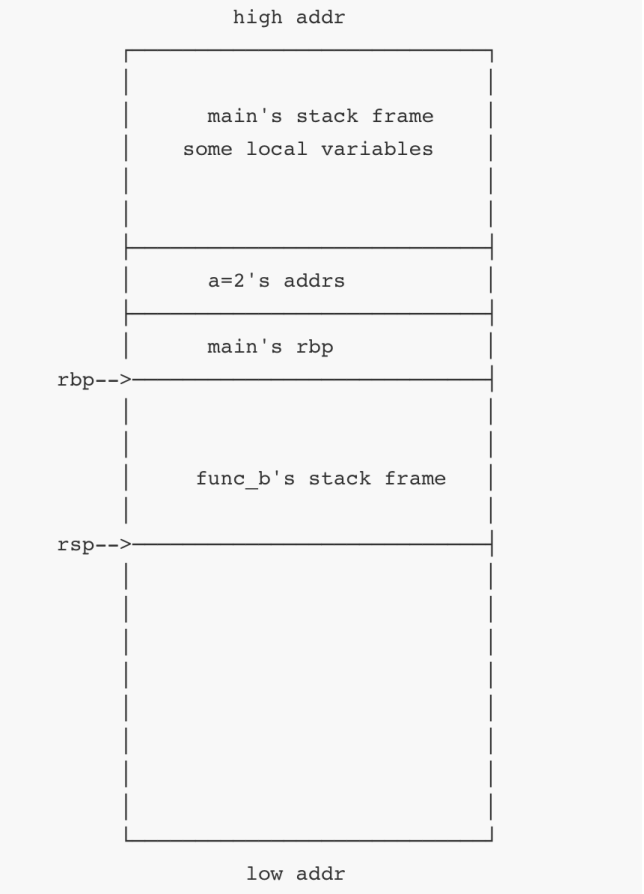 high addr
main's stack frame
some local variables
a=2's addrs
main's rbp
rbp-->
func_b's stack frame
rsp-->
low addr